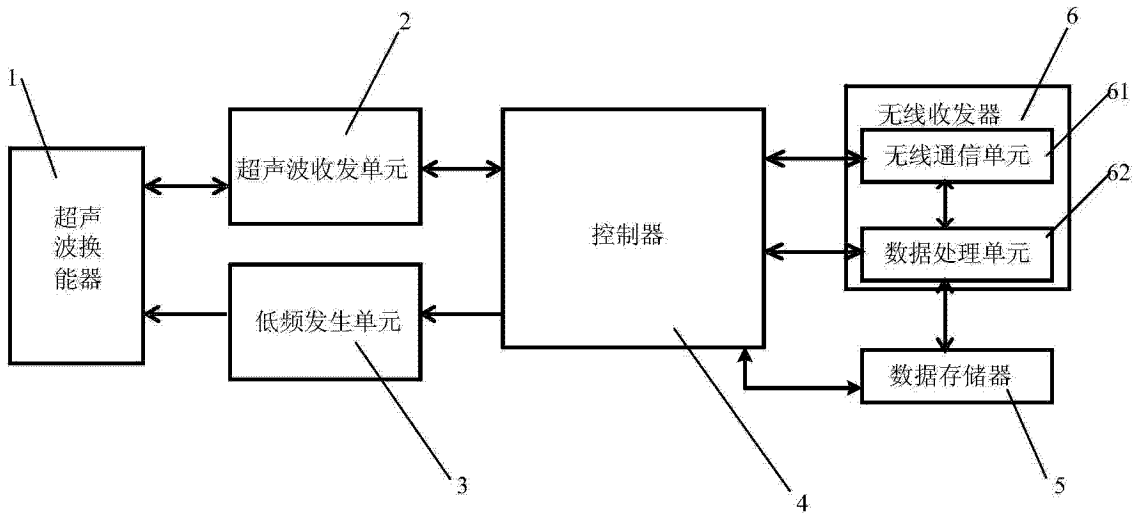 1
2
6
61
无线收发器
无线通信单元
超声波收发单元
62
超声
波换
能器
控制器
数据处理单元
低频发生单元
数据存储器
3
4
5